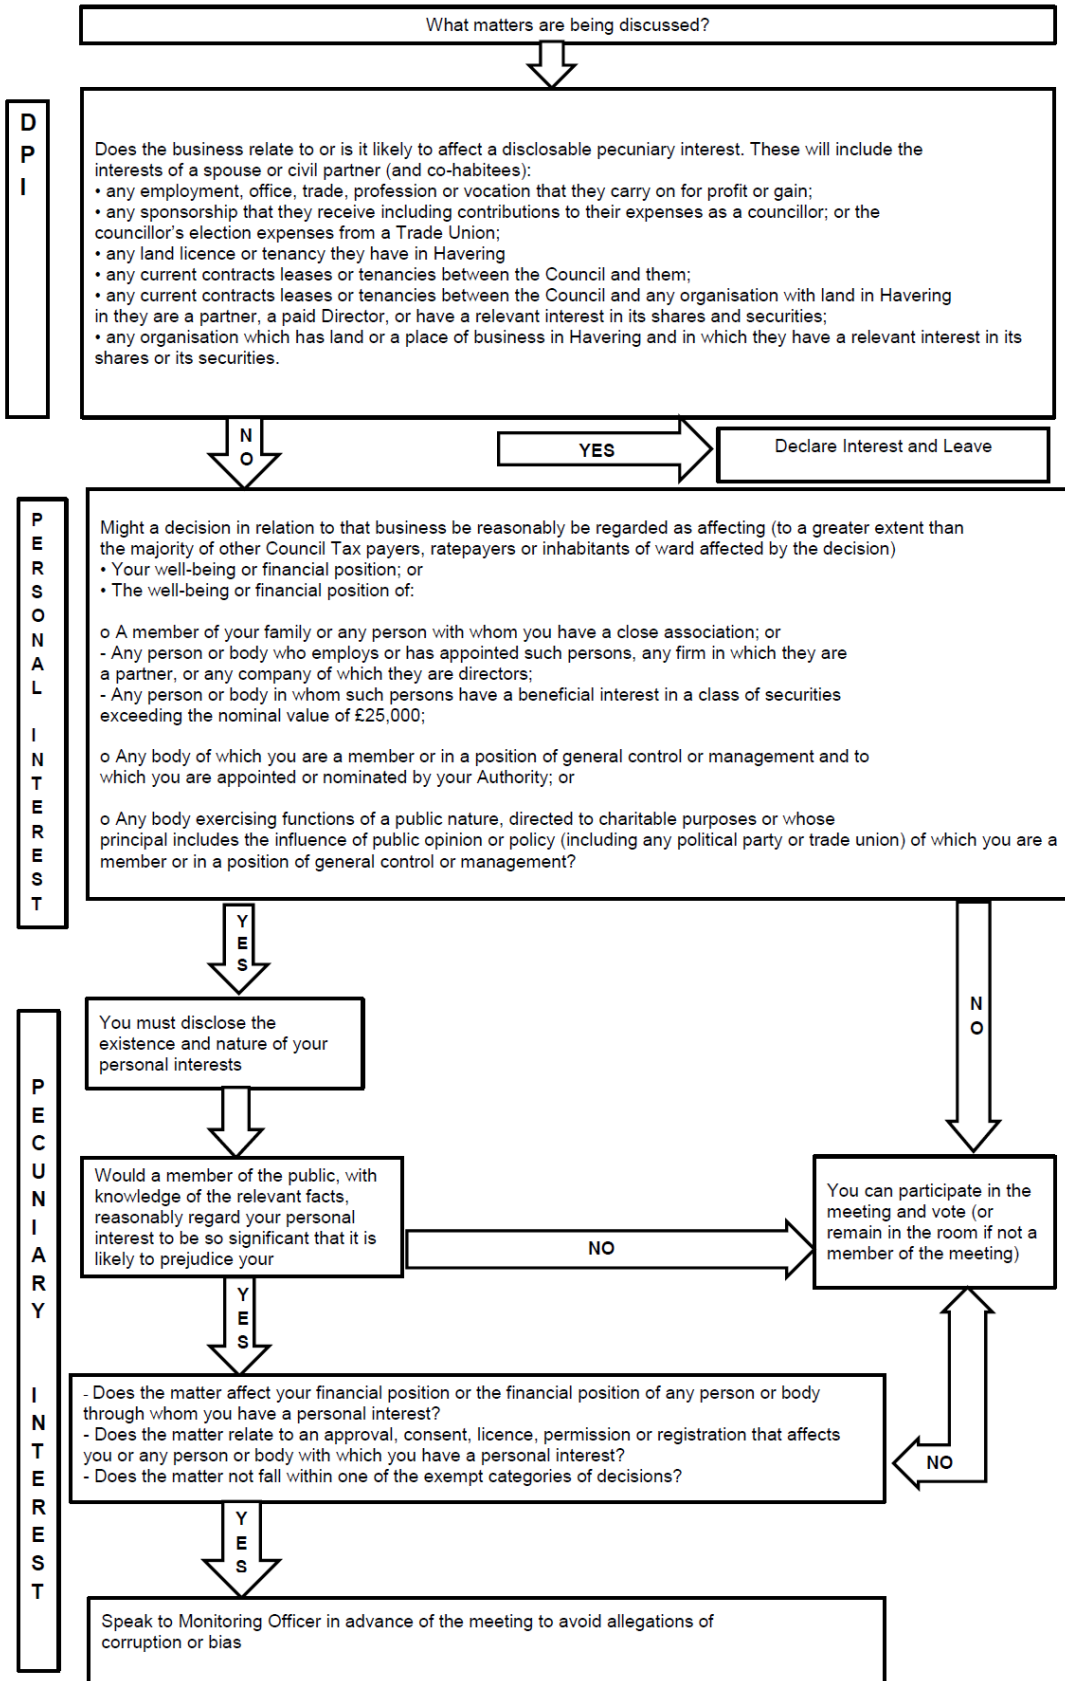 What matters are being discussed?
D
P
I
Does the business relate to or is it likely to affect a disclosable pecuniary interest. These will include the
interests of a spouse or civil partner (and co-habitees):
• any employment, office, trade, profession or vocation that they carry on for profit or gain;
• any sponsorship that they receive including contributions to their expenses as a councillor; or the
councillor's election expenses from a Trade Union;
• any land licence or tenancy they have in Havering
• any current contracts leases or tenancies between the Council and them;
• any current contracts leases or tenancies between the Council and any organisation with land in Havering
in they are a partner, a paid Director, or have a relevant interest in its shares and securities;
• any organisation which has land or a place of business in Havering and in which they have a relevant interest in its
shares or its securities.
N
O
YES
Declare Interest and Leave
P
E
R
S
O
N
A
L
I
N
T
E
R
E
S
T
Might a decision in relation to that business be reasonably be regarded as affecting (to a greater extent than
the majority of other Council Tax payers, ratepayers or inhabitants of ward affected by the decision)
• Your well-being or financial position; or
• The well-being or financial position of:
o A member of your family or any person with whom you have a close association; or
- Any person or body who employs or has appointed such persons, any firm in which they are
a partner, or any company of which they are directors;
- Any person or body in whom such persons have a beneficial interest in a class of securities
exceeding the nominal value of £25,000;
o Any body of which you are a member or in a position of general control or management and to
which you are appointed or nominated by your Authority; or
o Any body exercising functions of a public nature, directed to charitable purposes or whose
principal includes the influence of public opinion or policy (including any political party or trade union) of which you are a
member or in a position of general control or management?
Y
E
S
N
O
You must disclose the
existence and nature of your
personal interests
P
E
C
U
N
I
A
R
Y
I
N
T
E
R
E
S
T
Would a member of the public, with
knowledge of the relevant facts,
reasonably regard your personal
interest to be so significant that it is
likely to prejudice your
NO
You can participate in the
meeting and vote (or
remain in the room if not a
member of the meeting)
Y
E
S
- Does the matter affect your financial position or the financial position of any person or body
through whom you have a personal interest?
- Does the matter relate to an approval, consent, licence, permission or registration that affects
you or any person or body with which you have a personal interest?
- Does the matter not fall within one of the exempt categories of decisions?
NO
Y
E
S
Speak to Monitoring Officer in advance of the meeting to avoid allegations of
corruption or bias